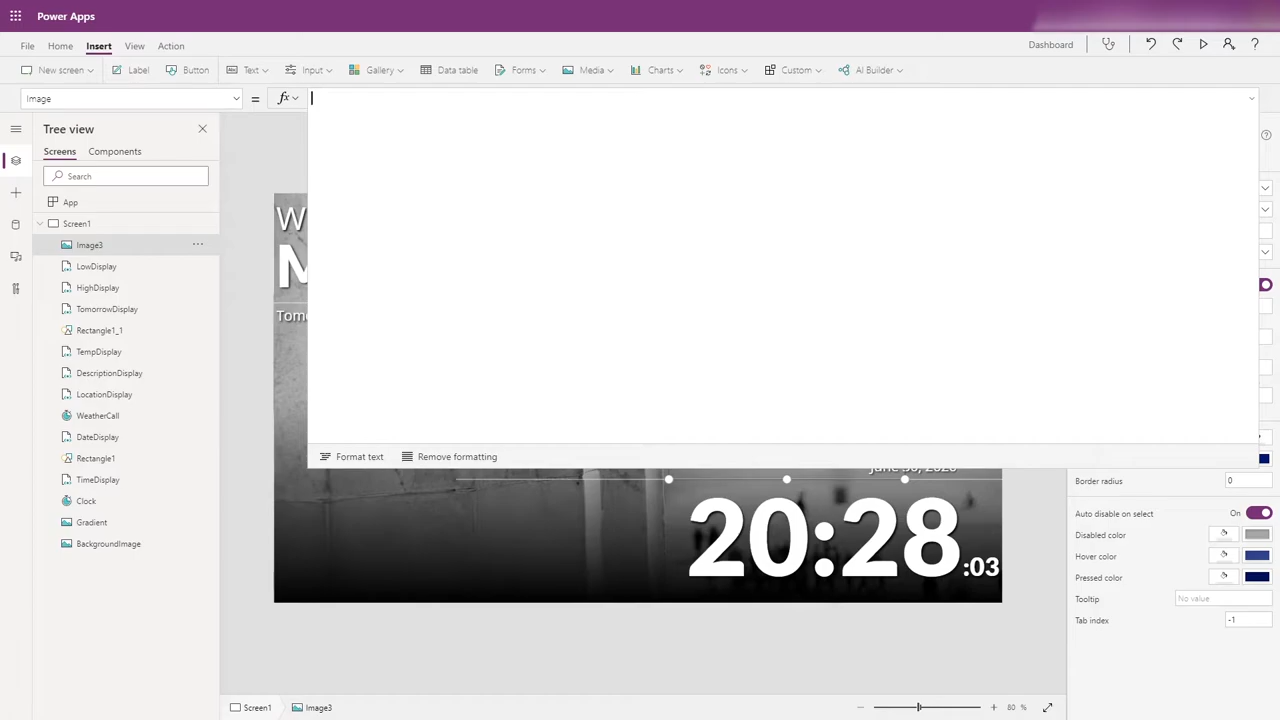 Power Apps
File Home Insert View Action Dashboard ?
New screen Label Button Text Input Gallery Data table Forms Media Charts Icons Custom AI Builder
Image = fx
Tree view
Screens Components
Search
App
Screen1
Image3 ...
LowDisplay
HighDisplay
TomorrowDisplay
Rectangle1_1
TempDisplay
DescriptionDisplay
LocationDisplay
WeatherCall
DateDisplay
Rectangle1
TimeDisplay
Clock
Gradient
BackgroundImage
Format text Remove formatting
20:28
:03
Border radius 0
Auto disable on select On
Disabled color
Hover color
Pressed color
Tooltip No value
Tab index -1
Screen1 Image3 − + 80 %